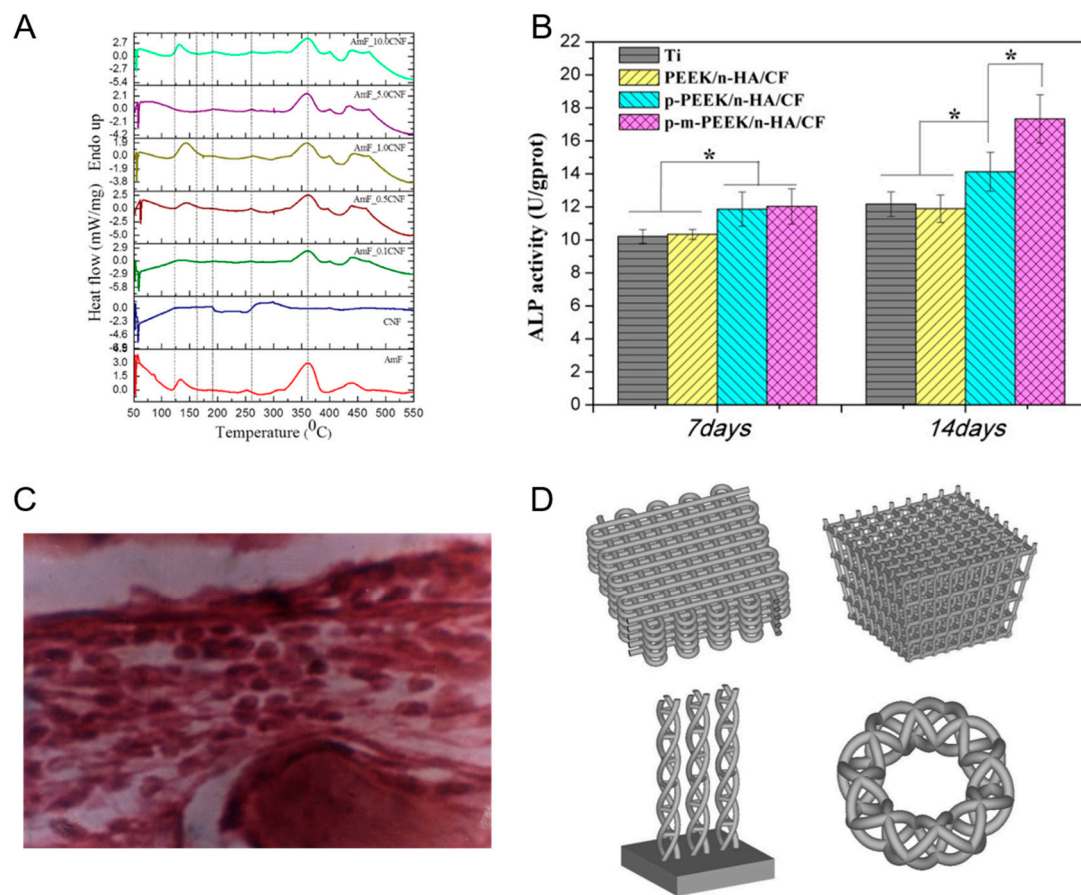 A
AmF_10.0CNF
2.7
0.0
-2.7
-5.4
AmF_5.0CNF
2.1
0.0
-2.1
-4.2
AmF_1.0CNF
1.9
0.0
-1.9
-3.8
AmF_0.5CNF
2.5
0.0
-2.5
-5.0
AmF_0.1CNF
2.9
0.0
-2.9
-5.8
CNF
0.0
-2.3
-4.6
AmF
3.0
1.5
0.0
Heat flow (mW/mg) Endo up
50 100 150 200 250 300 350 400 450 500 550
Temperature (⁰C)
B
Ti
PEEK/n-HA/CF
p-PEEK/n-HA/CF
p-m-PEEK/n-HA/CF
* * *
ALP activity (U/gprot)
22
20
18
16
14
12
10
8
6
4
2
0
7days 14days
C
D